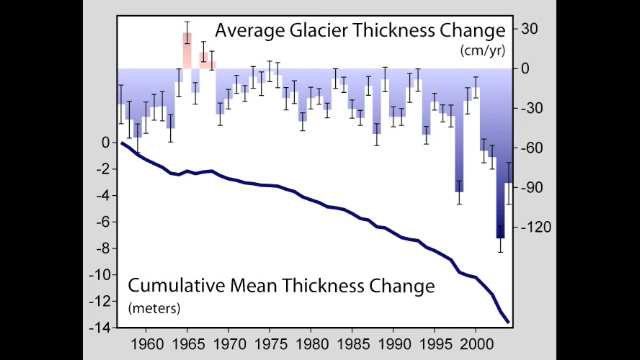 Average Glacier Thickness Change
(cm/yr)
30
0
-30
-60
-90
-120
0
-2
-4
-6
-8
-10
-12
-14
Cumulative Mean Thickness Change
(meters)
1960 1965 1970 1975 1980 1985 1990 1995 2000